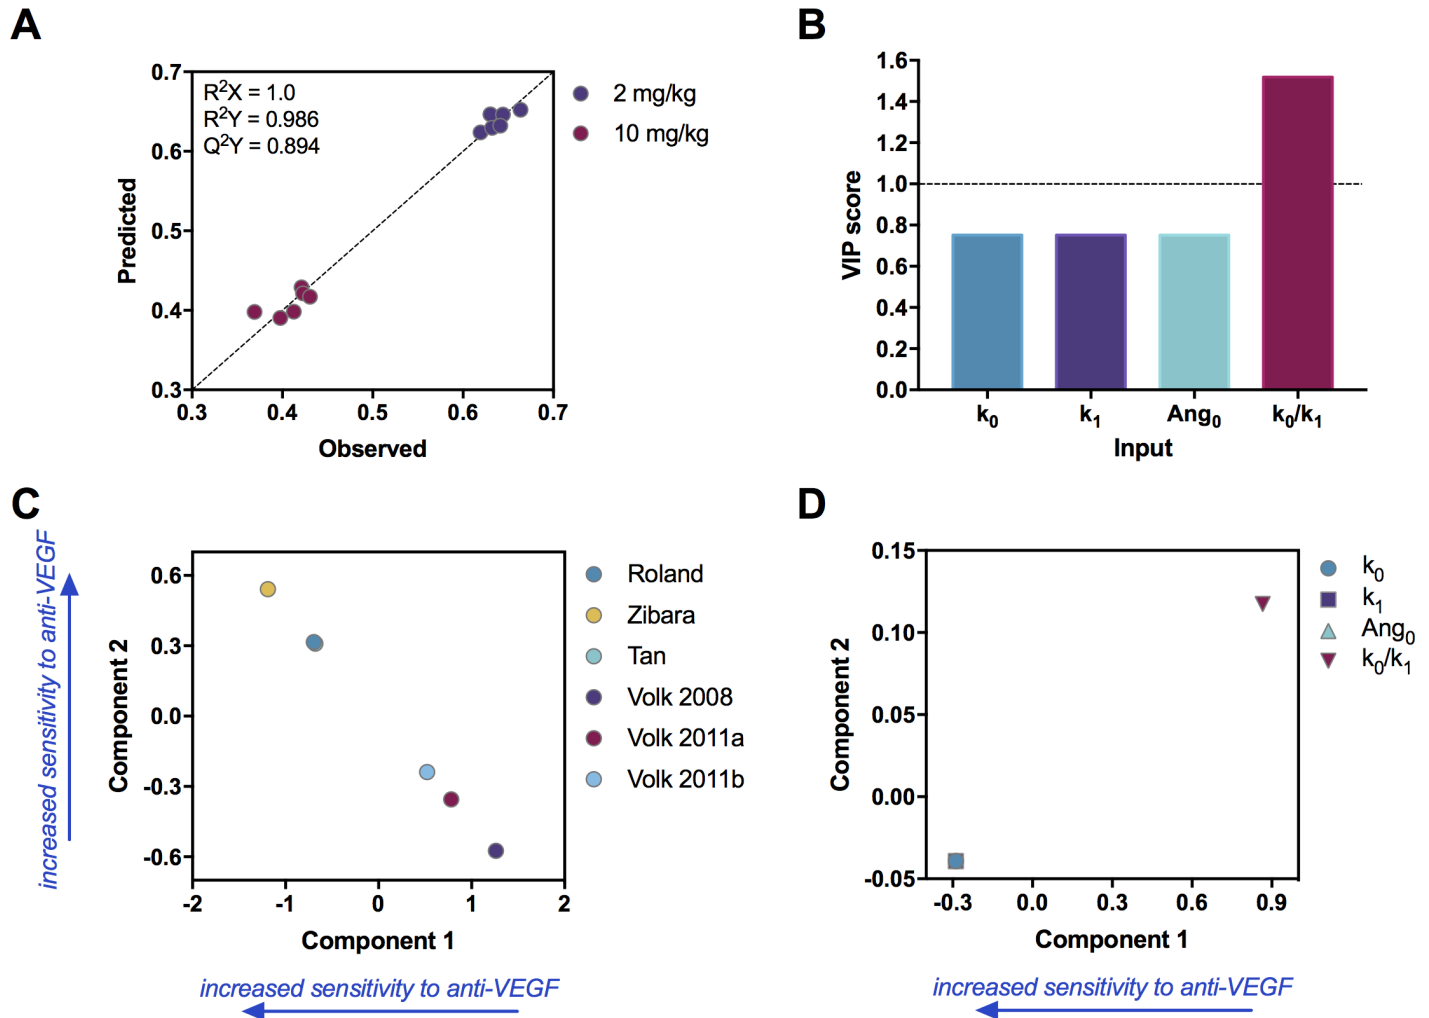 A
0.7
0.6
0.5
0.4
0.3
Predicted
R²X = 1.0
R²Y = 0.986
Q²Y = 0.894
0.3 0.4 0.5 0.6 0.7
Observed
2 mg/kg
10 mg/kg
B
1.6
1.4
1.2
1.0
0.8
0.6
0.4
0.2
0.0
VIP score
k₀ k₁ Ang₀ k₀/k₁
Input
C
increased sensitivity to anti-VEGF
Component 2
0.6
0.3
0.0
-0.3
-0.6
-2 -1 0 1 2
Component 1
increased sensitivity to anti-VEGF
Roland
Zibara
Tan
Volk 2008
Volk 2011a
Volk 2011b
D
0.15
0.10
0.05
0.00
-0.05
Component 2
-0.3 0.0 0.3 0.6 0.9
Component 1
increased sensitivity to anti-VEGF
k₀
k₁
Ang₀
k₀/k₁